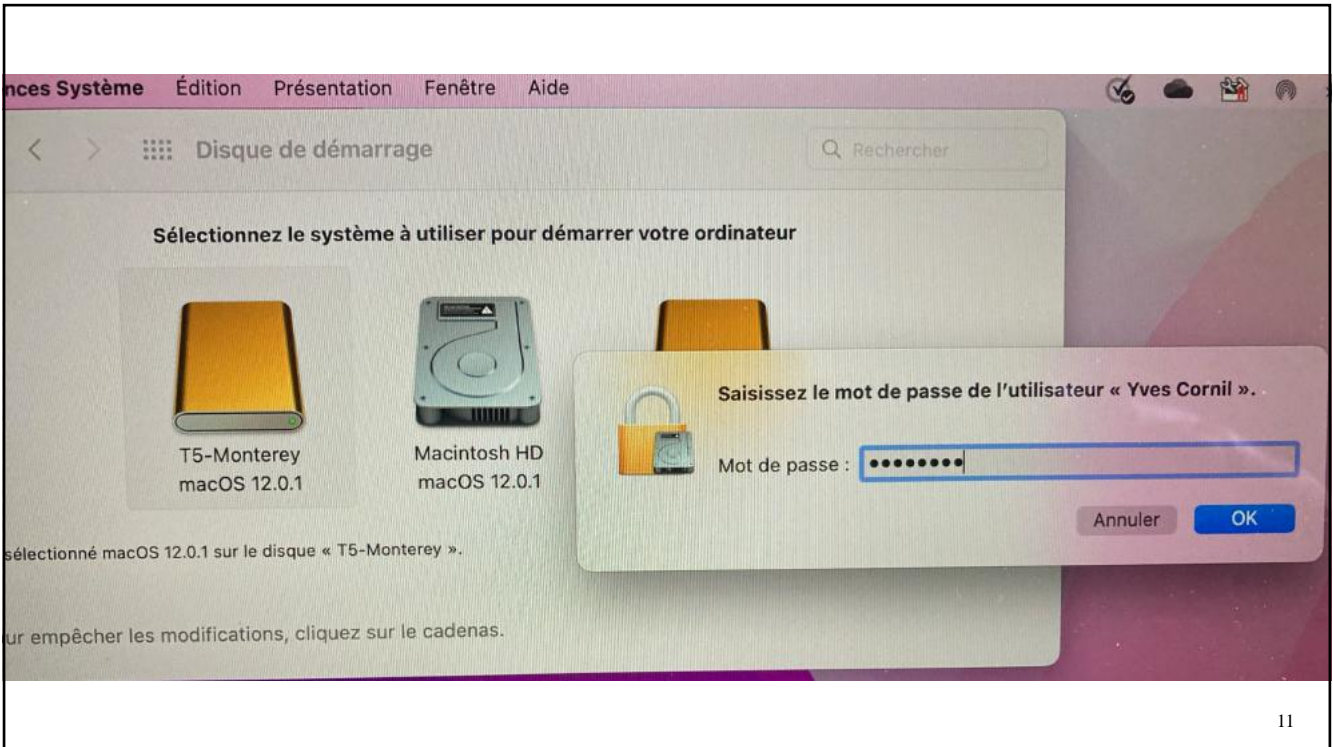 nces Système Édition Présentation Fenêtre Aide
Disque de démarrage
Rechercher
Sélectionnez le système à utiliser pour démarrer votre ordinateur
T5-Monterey
macOS 12.0.1
Macintosh HD
macOS 12.0.1
Saisissez le mot de passe de l'utilisateur « Yves Cornil ».
Mot de passe : ••••••••
Annuler OK
sélectionné macOS 12.0.1 sur le disque « T5-Monterey ».
ur empêcher les modifications, cliquez sur le cadenas.
11